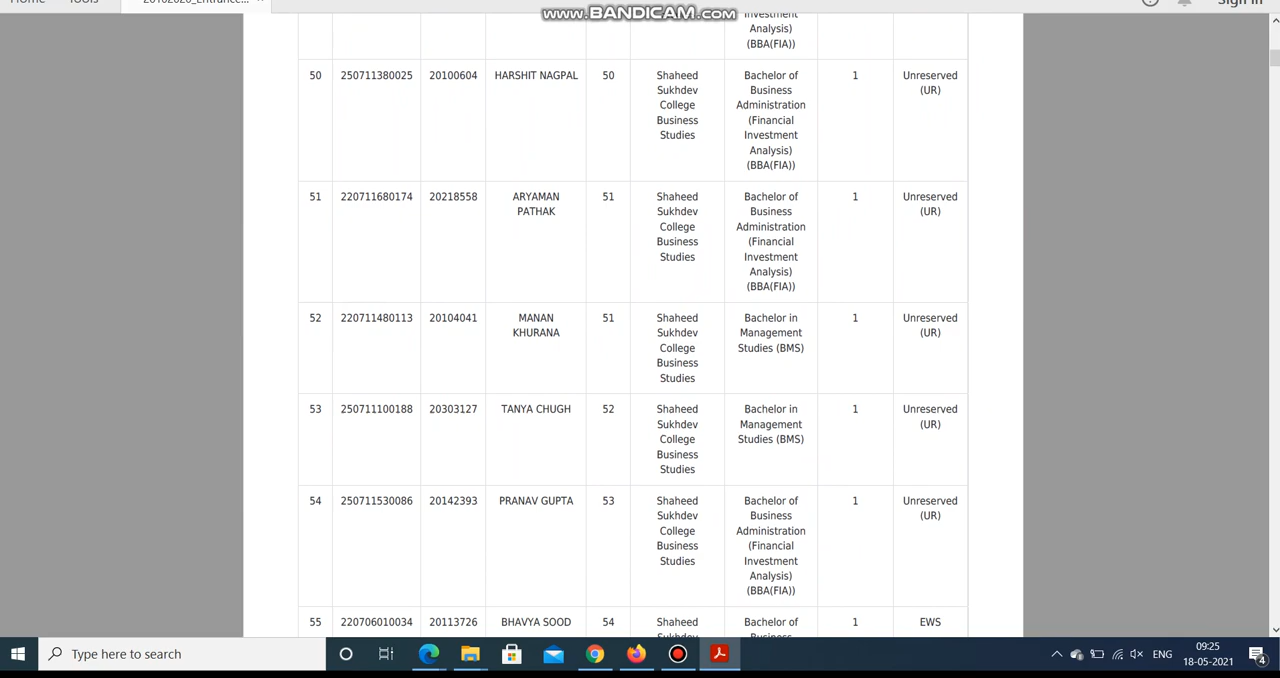 Home Tools 20102020_Entrance... Sign In
www.BANDICAM.com
Investment
Analysis)
(BBA(FIA))
50 250711380025 20100604 HARSHIT NAGPAL 50 Shaheed Bachelor of 1 Unreserved
Sukhdev Business (UR)
College Administration
Business (Financial
Studies Investment
Analysis)
(BBA(FIA))
51 220711680174 20218558 ARYAMAN 51 Shaheed Bachelor of 1 Unreserved
PATHAK Sukhdev Business (UR)
College Administration
Business (Financial
Studies Investment
Analysis)
(BBA(FIA))
52 220711480113 20104041 MANAN 51 Shaheed Bachelor in 1 Unreserved
KHURANA Sukhdev Management (UR)
College Studies (BMS)
Business
Studies
53 250711100188 20303127 TANYA CHUGH 52 Shaheed Bachelor in 1 Unreserved
Sukhdev Management (UR)
College Studies (BMS)
Business
Studies
54 250711530086 20142393 PRANAV GUPTA 53 Shaheed Bachelor of 1 Unreserved
Sukhdev Business (UR)
College Administration
Business (Financial
Studies Investment
Analysis)
(BBA(FIA))
55 220706010034 20113726 BHAVYA SOOD 54 Shaheed Bachelor of 1 EWS
Sukhdev Business
Type here to search ENG 09:25
18-05-2021 4